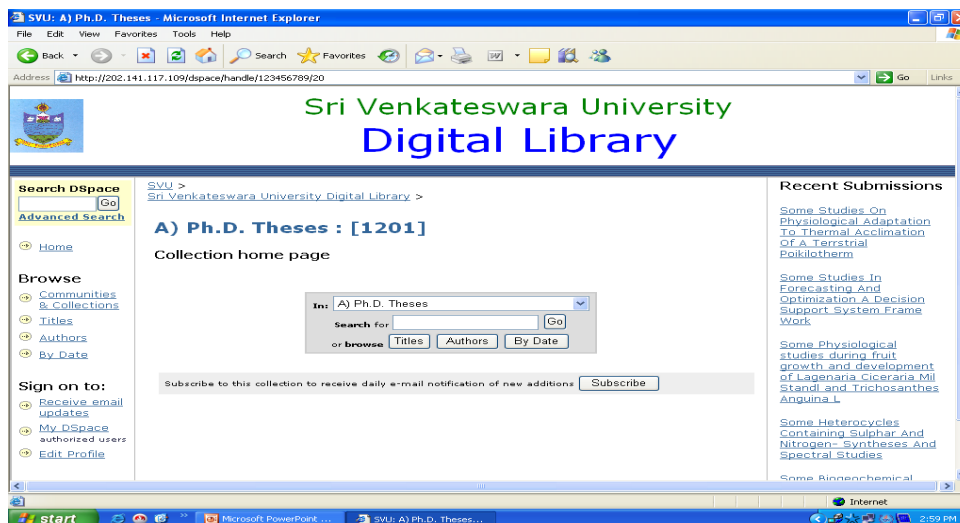 SVU: A) Ph.D. Theses - Microsoft Internet Explorer
File Edit View Favorites Tools Help
Back Search Favorites
Address http://202.141.117.109/dspace/handle/123456789/20 Go Links
Sri Venkateswara University
Digital Library
Search DSpace
Go
Advanced Search
Home
Browse
Communities
& Collections
Titles
Authors
By Date
Sign on to:
Receive email
updates
My DSpace
authorized users
Edit Profile
SVU >
Sri Venkateswara University Digital Library >
A) Ph.D. Theses : [1201]
Collection home page
In: A) Ph.D. Theses
Search for Go
or browse Titles Authors By Date
Subscribe to this collection to receive daily e-mail notification of new additions Subscribe
Recent Submissions
Some Studies On
Physiological Adaptation
To Thermal Acclimation
Of A Terrstrial
Poikilotherm
Some Studies In
Forecasting And
Optimization A Decision
Support System Frame
Work
Some Physiological
studies during fruit
growth and development
of Lagenaria Ciceraria Mil
Standl and Trichosanthes
Anguina L
Some Heterocycles
Containing Sulphar And
Nitrogen- Syntheses And
Spectral Studies
Some Biogeochemical
Internet
start Microsoft PowerPoint ... SVU: A) Ph.D. Theses... 2:59 PM